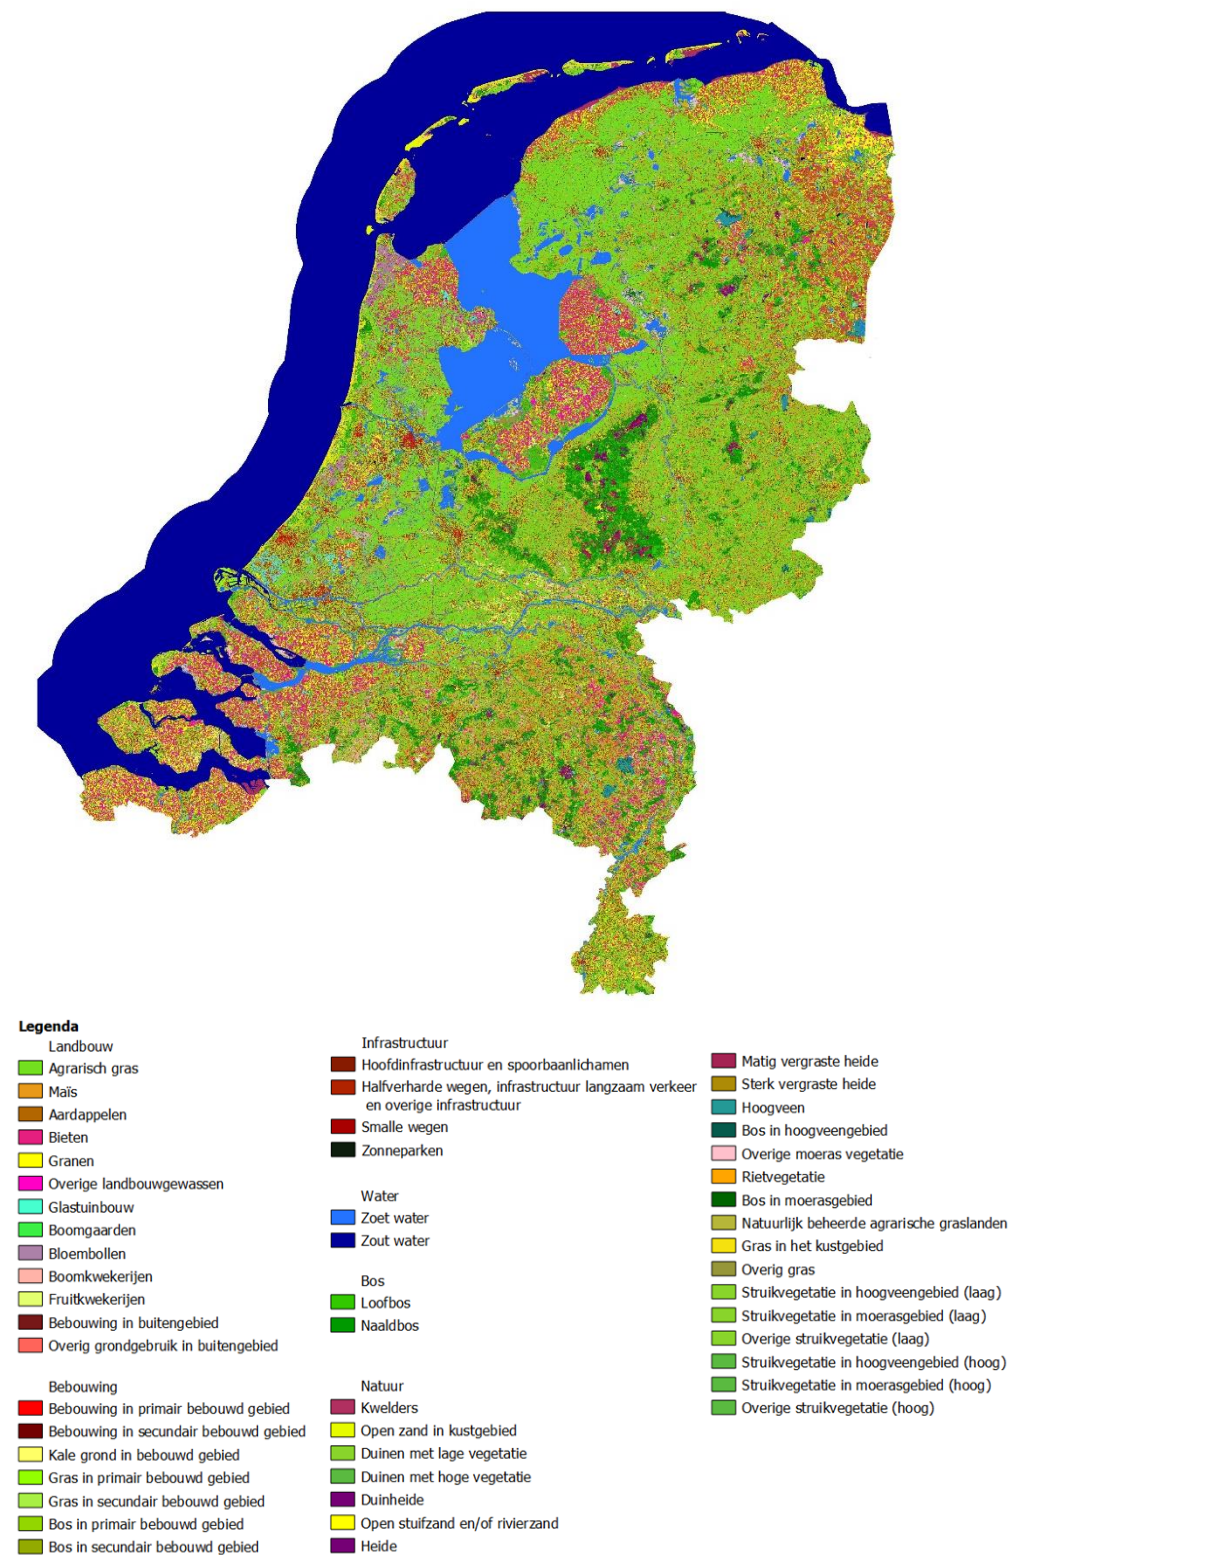 Legenda
Landbouw
Agrarisch gras
Maïs
Aardappelen
Bieten
Granen
Overige landbouwgewassen
Glastuinbouw
Boomgaarden
Bloembollen
Boomkwekerijen
Fruitkwekerijen
Bebouwing in buitengebied
Overig grondgebruik in buitengebied
Bebouwing
Bebouwing in primair bebouwd gebied
Bebouwing in secundair bebouwd gebied
Kale grond in bebouwd gebied
Gras in primair bebouwd gebied
Gras in secundair bebouwd gebied
Bos in primair bebouwd gebied
Bos in secundair bebouwd gebied
Infrastructuur
Hoofdinfrastructuur en spoorbaanlichamen
Halfverharde wegen, infrastructuur langzaam verkeer
en overige infrastructuur
Smalle wegen
Zonneparken
Water
Zoet water
Zout water
Bos
Loofbos
Naaldbos
Natuur
Kwelders
Open zand in kustgebied
Duinen met lage vegetatie
Duinen met hoge vegetatie
Duinheide
Open stuifzand en/of rivierzand
Heide
Matig vergraste heide
Sterk vergraste heide
Hoogveen
Bos in hoogveengebied
Overige moeras vegetatie
Rietvegetatie
Bos in moerasgebied
Natuurlijk beheerde agrarische graslanden
Gras in het kustgebied
Overig gras
Struikvegetatie in hoogveengebied (laag)
Struikvegetatie in moerasgebied (laag)
Overige struikvegetatie (laag)
Struikvegetatie in hoogveengebied (hoog)
Struikvegetatie in moerasgebied (hoog)
Overige struikvegetatie (hoog)